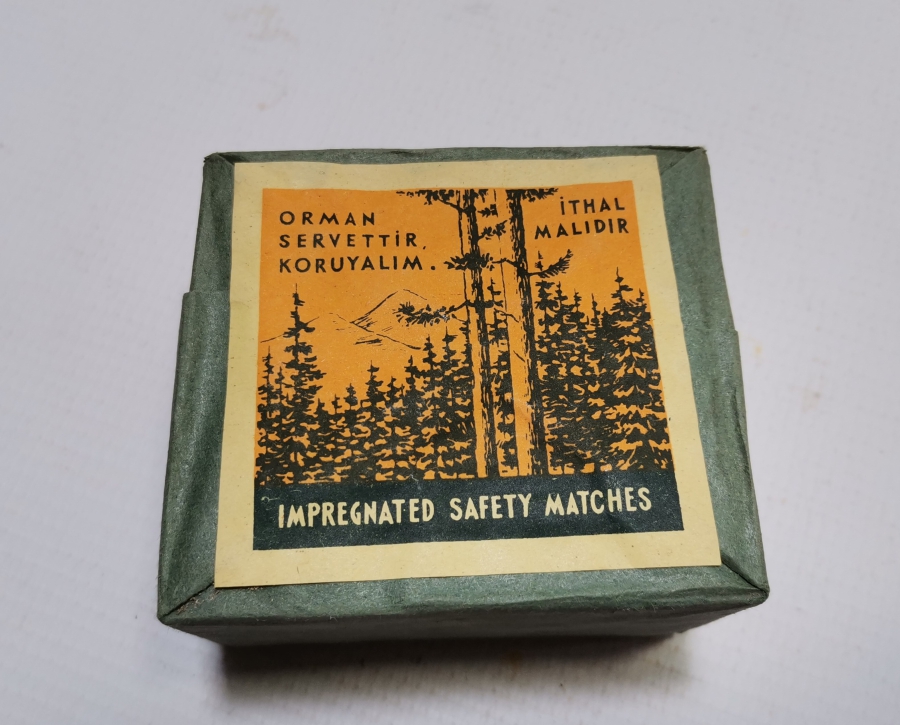 ORMAN
SERVETTİR,
KORUYALIM.
İTHAL
MALIDIR
IMPREGNATED SAFETY MATCHES